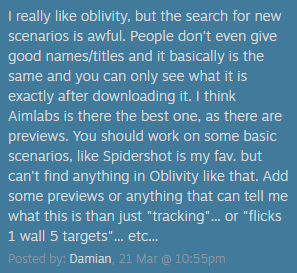 I really like oblivity, but the search for new
scenarios is awful. People don't even give
good names/titles and it basically is the
same and you can only see what it is
exactly after downloading it. I think
Aimlabs is there the best one, as there are
previews. You should work on some basic
scenarios, like Spidershot is my fav. but
can't find anything in Oblivity like that. Add
some previews or anything that can tell me
what this is than just "tracking"... or "flicks
1 wall 5 targets"... etc...
Posted by: Damian, 21 Mar @ 10:55pm